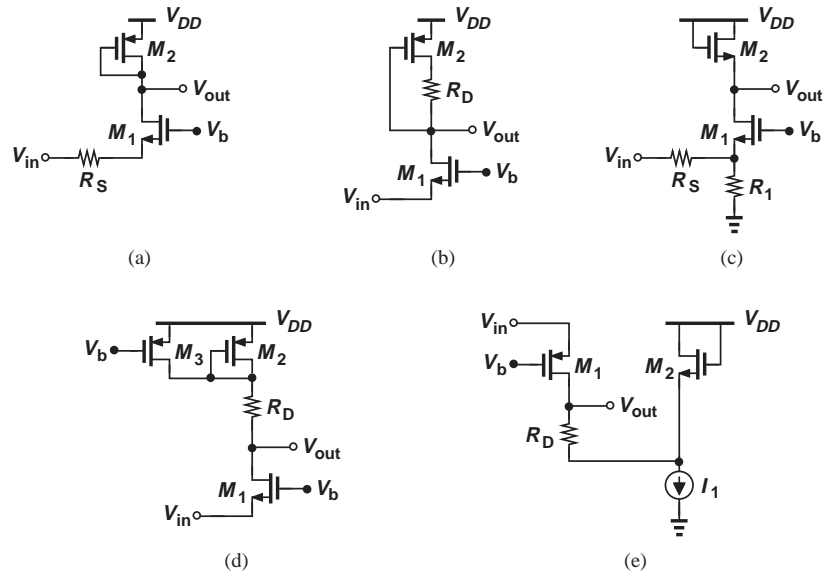 V_DD
M_2
V_out
M_1
V_b
V_in
R_S
(a)
V_DD
M_2
R_D
V_out
M_1
V_b
V_in
(b)
V_DD
M_2
V_out
M_1
V_b
V_in
R_S
R_1
(c)
V_DD
V_b
M_3
M_2
R_D
V_out
M_1
V_b
V_in
(d)
V_in
V_DD
V_b
M_1
M_2
V_out
R_D
I_1
(e)